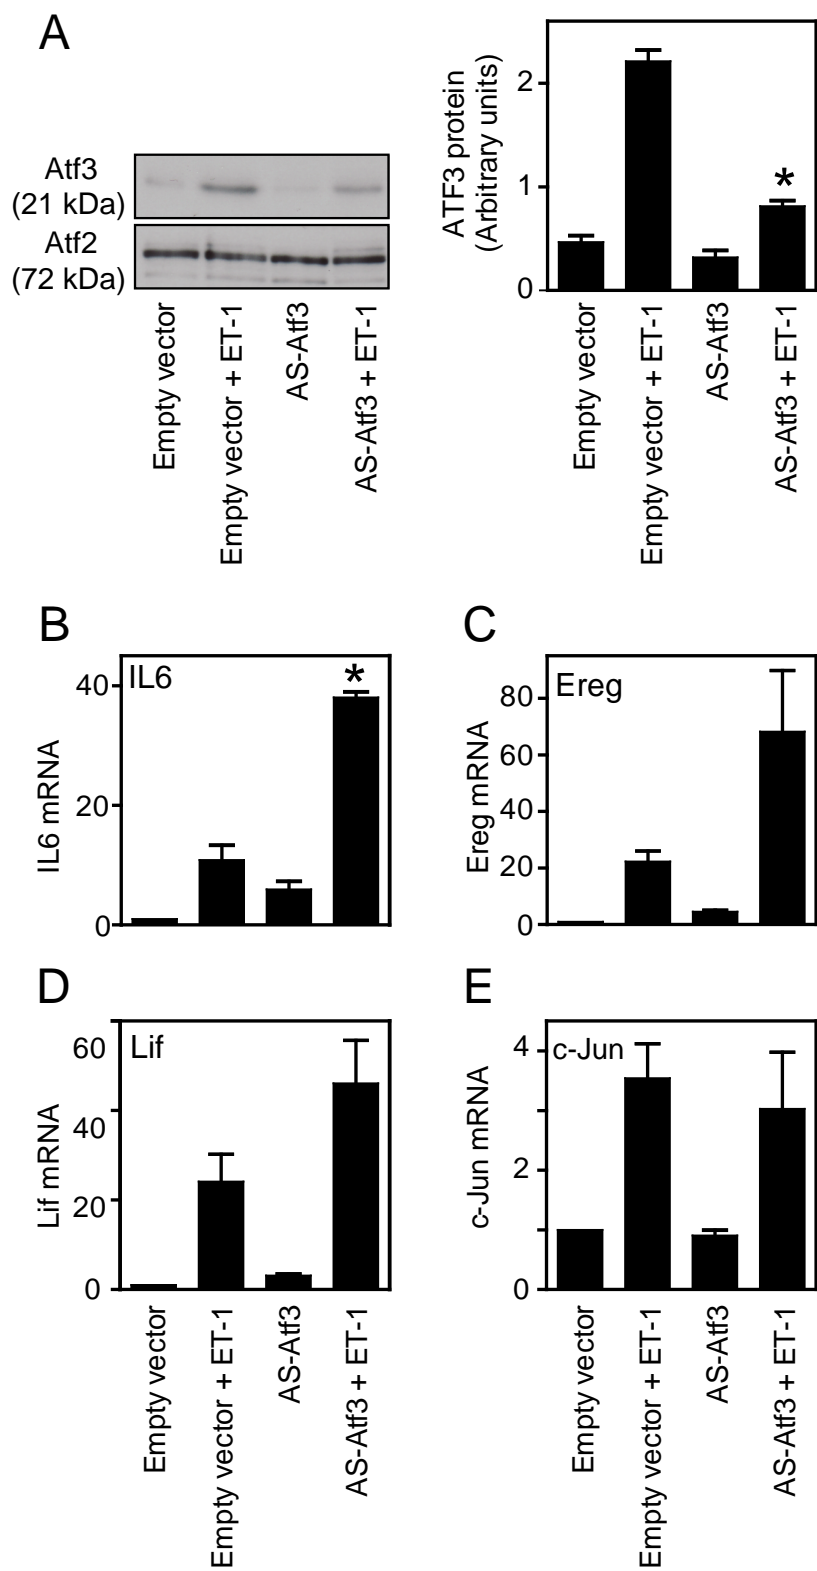 A
Atf3
(21 kDa)
Atf2
(72 kDa)
Empty vector
Empty vector + ET-1
AS-Atf3
AS-Atf3 + ET-1
ATF3 protein
(Arbitrary units)
2
1
0
*
Empty vector
Empty vector + ET-1
AS-Atf3
AS-Atf3 + ET-1
B
IL6
IL6 mRNA
40
20
0
*
C
Ereg
Ereg mRNA
80
60
40
20
0
D
Lif
Lif mRNA
60
40
20
0
Empty vector
Empty vector + ET-1
AS-Atf3
AS-Atf3 + ET-1
E
c-Jun
c-Jun mRNA
4
2
0
Empty vector
Empty vector + ET-1
AS-Atf3
AS-Atf3 + ET-1